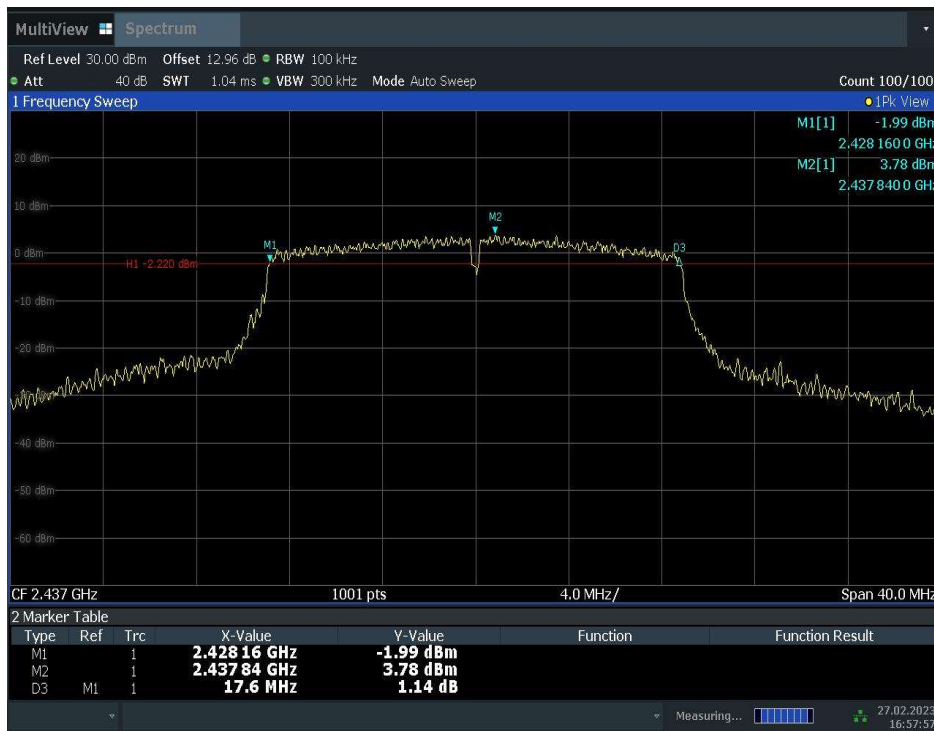 MultiView Spectrum
Ref Level 30.00 dBm Offset 12.96 dB RBW 100 kHz
Att 40 dB SWT 1.04 ms VBW 300 kHz Mode Auto Sweep Count 100/100
1 Frequency Sweep 1Pk View
M1[1] -1.99 dBm
2.428 160 0 GHz
20 dBm
M2[1] 3.78 dBm
2.437 840 0 GHz
10 dBm
M2
M1
D3
0 dBm
H1 -2.220 dBm
-10 dBm
-20 dBm
-40 dBm
-50 dBm
-60 dBm
CF 2.437 GHz 1001 pts 4.0 MHz/ Span 40.0 MHz
2 Marker Table
Type Ref Trc X-Value Y-Value Function Function Result
M1 1 2.428 16 GHz -1.99 dBm
M2 1 2.437 84 GHz 3.78 dBm
D3 M1 1 17.6 MHz 1.14 dB
Measuring... 27.02.2023
16:57:57